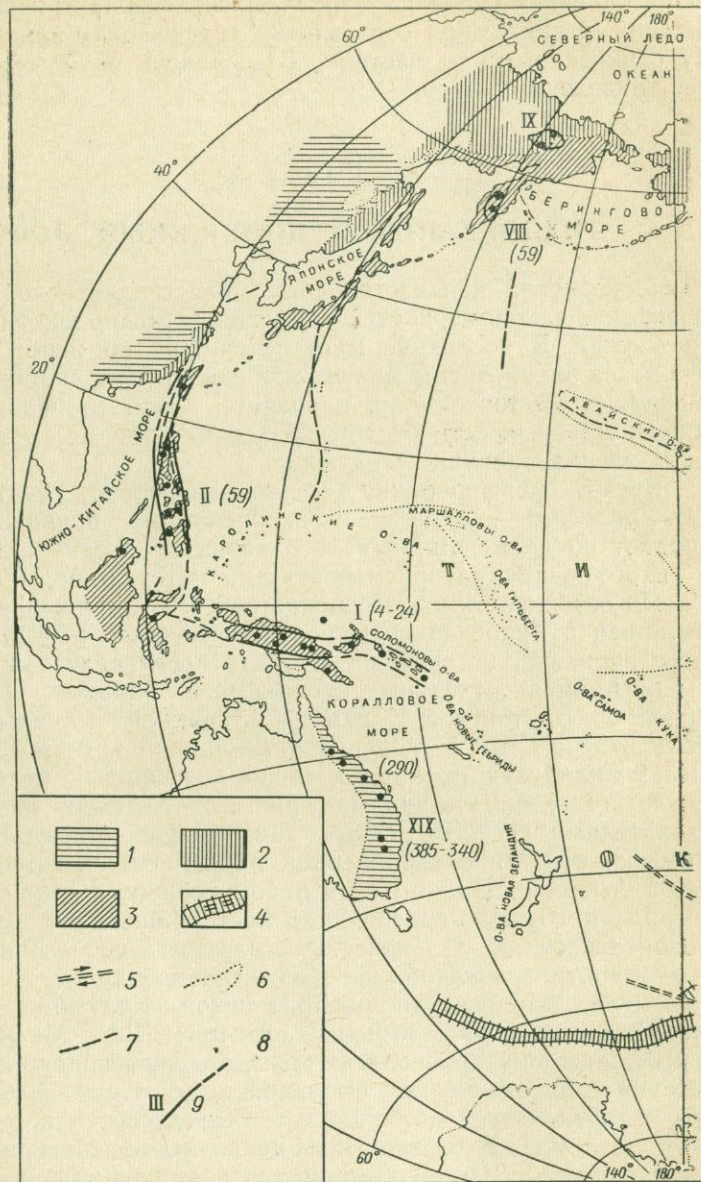 140° 180°
60°
СЕВЕРНЫЙ ЛЕДО
ОКЕАН
IX
40°
БЕРИНГОВО
МОРЕ
VIII
(59)
ЯПОНСКОЕ
МОРЕ
20°
АВАЙСКИЕ О-ВА
ЮЖНО-КИТАЙСКОЕ МОРЕ
II (59)
КАРОЛИНСКИЕ О-ВА
МАРШАЛЛОВЫ О-ВА
Т И
О-ВА ГИЛЬБЕРТА
I (4-24)
СОЛОМОНОВЫ О-ВА
КОРАЛЛОВОЕ
МОРЕ
О-ВА НОВЫЕ ГЕБРИДЫ
О-ВА САМОА
О-ВА КУКА
(290)
XIX
(385-340)
О К
О-ВА НОВАЯ ЗЕЛАНДИЯ
1 2
3 4
5 6
7 8
III 9
60° 140° 180°